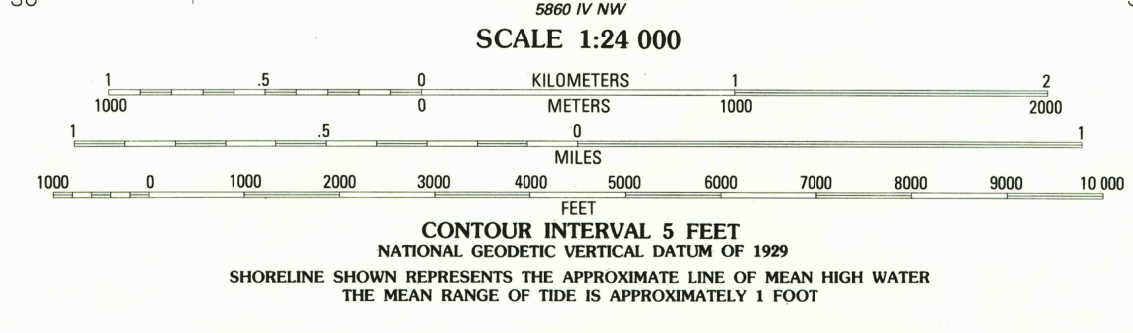 5860 IV NW
SCALE 1:24 000
1 .5 0 KILOMETERS 1 2
1000 0 METERS 1000 2000
1 .5 0 1
MILES
1000 0 1000 2000 3000 4000 5000 6000 7000 8000 9000 10 000
FEET
CONTOUR INTERVAL 5 FEET
NATIONAL GEODETIC VERTICAL DATUM OF 1929
SHORELINE SHOWN REPRESENTS THE APPROXIMATE LINE OF MEAN HIGH WATER
THE MEAN RANGE OF TIDE IS APPROXIMATELY 1 FOOT